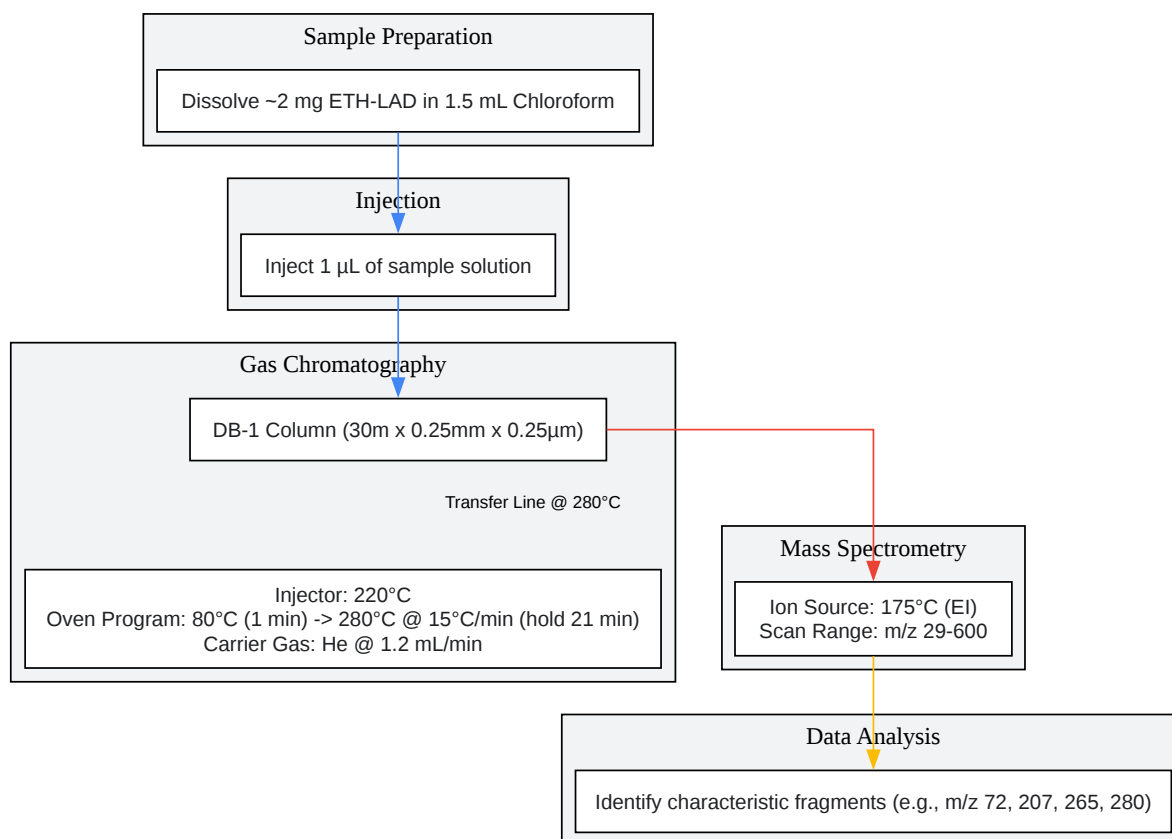 Sample Preparation
Dissolve ~2 mg ETH-LAD in 1.5 mL Chloroform
Injection
Inject 1 µL of sample solution
Gas Chromatography
DB-1 Column (30m x 0.25mm x 0.25µm)
Transfer Line @ 280°C
Injector: 220°C
Oven Program: 80°C (1 min) -> 280°C @ 15°C/min (hold 21 min)
Carrier Gas: He @ 1.2 mL/min
Mass Spectrometry
Ion Source: 175°C (EI)
Scan Range: m/z 29-600
Data Analysis
Identify characteristic fragments (e.g., m/z 72, 207, 265, 280)